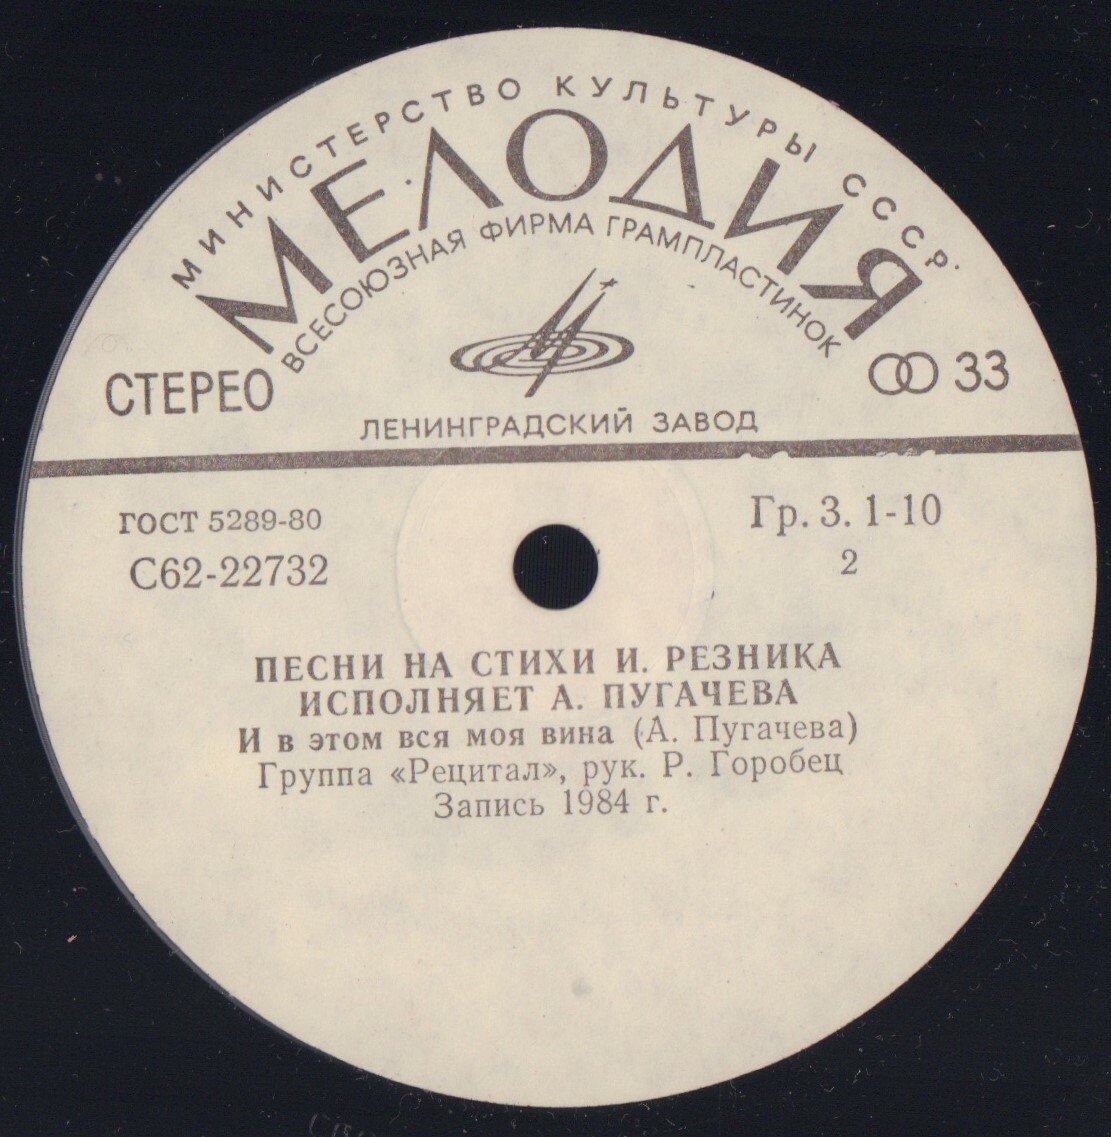 МИНИСТЕРСТВО КУЛЬТУРЫ СССР
МЕЛОДИЯ
ВСЕСОЮЗНАЯ ФИРМА ГРАМПЛАСТИНОК
СТЕРЕО
33
ЛЕНИНГРАДСКИЙ ЗАВОД
ГОСТ 5289-80
Гр. 3. 1-10
С62-22732
2
ПЕСНИ НА СТИХИ И. РЕЗНИКА
ИСПОЛНЯЕТ А. ПУГАЧЕВА
И в этом вся моя вина (А. Пугачева)
Группа «Рецитал», рук. Р. Горобец
Запись 1984 г.